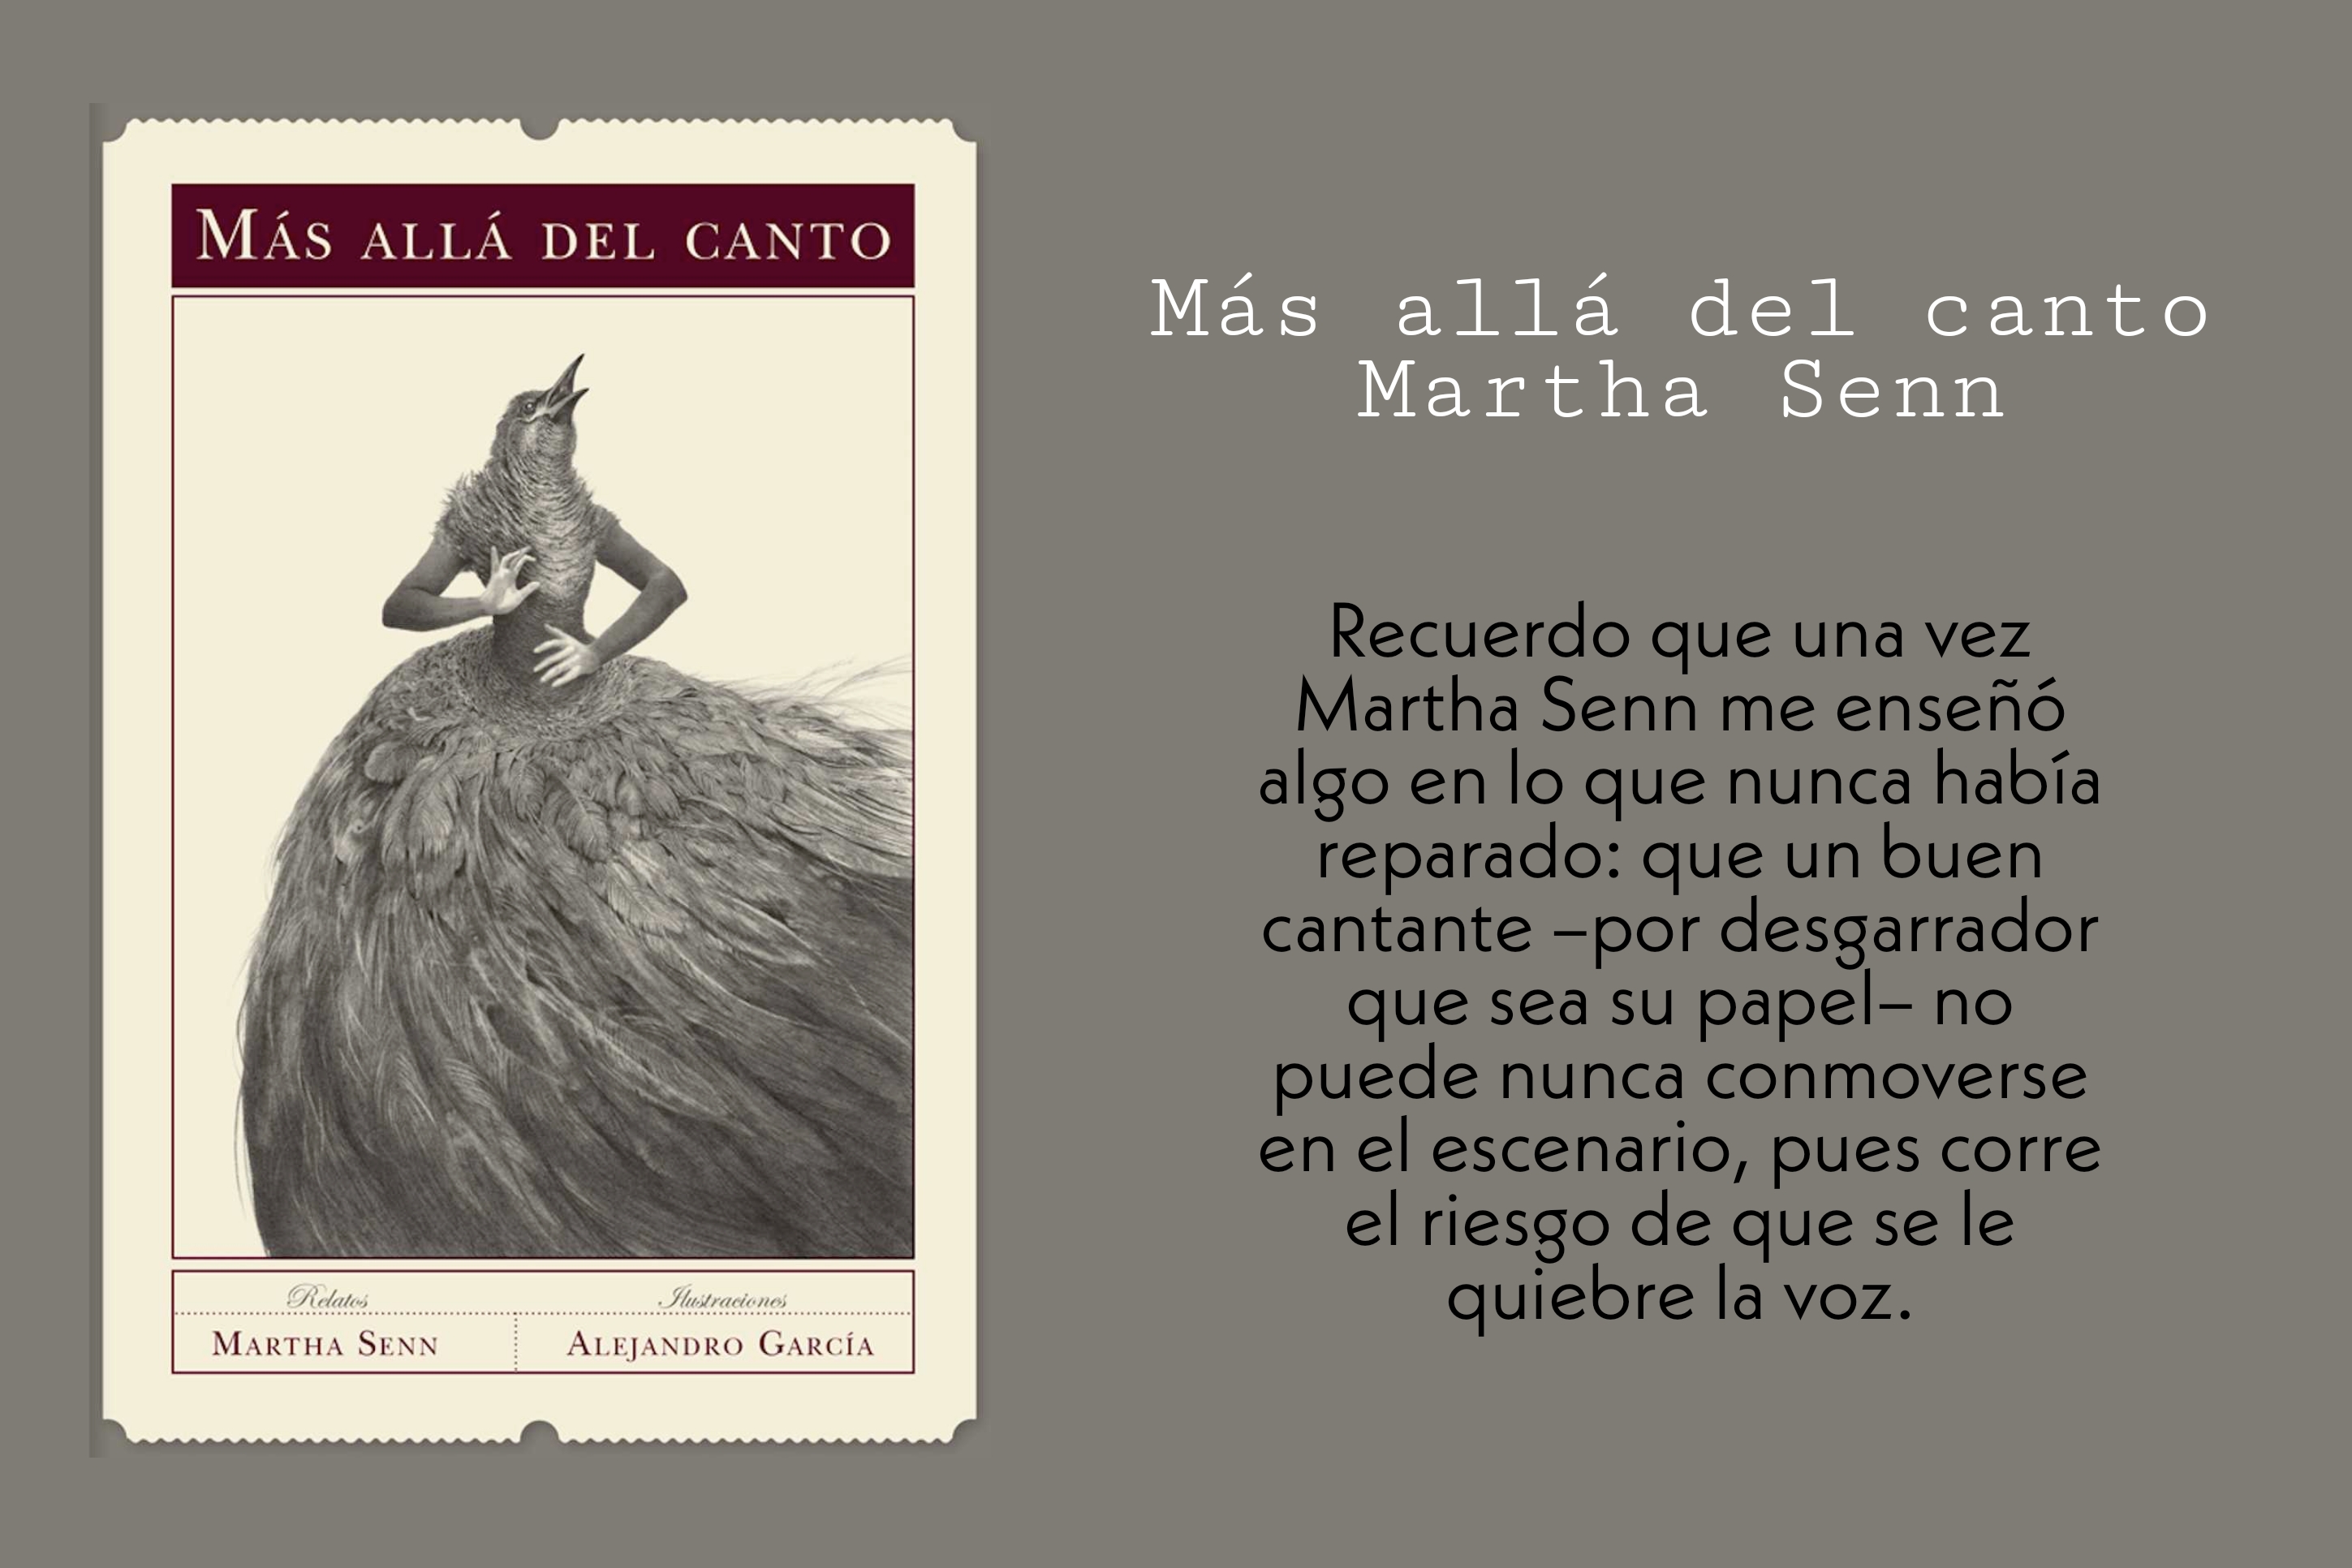 MÁS ALLÁ DEL CANTO
Relatos
Ilustraciones
MARTHA SENN
ALEJANDRO GARCÍA
Más allá del canto
Martha Senn
Recuerdo que una vez
Martha Senn me enseñó
algo en lo que nunca había
reparado: que un buen
cantante –por desgarrador
que sea su papel– no
puede nunca conmoverse
en el escenario, pues corre
el riesgo de que se le
quiebre la voz.